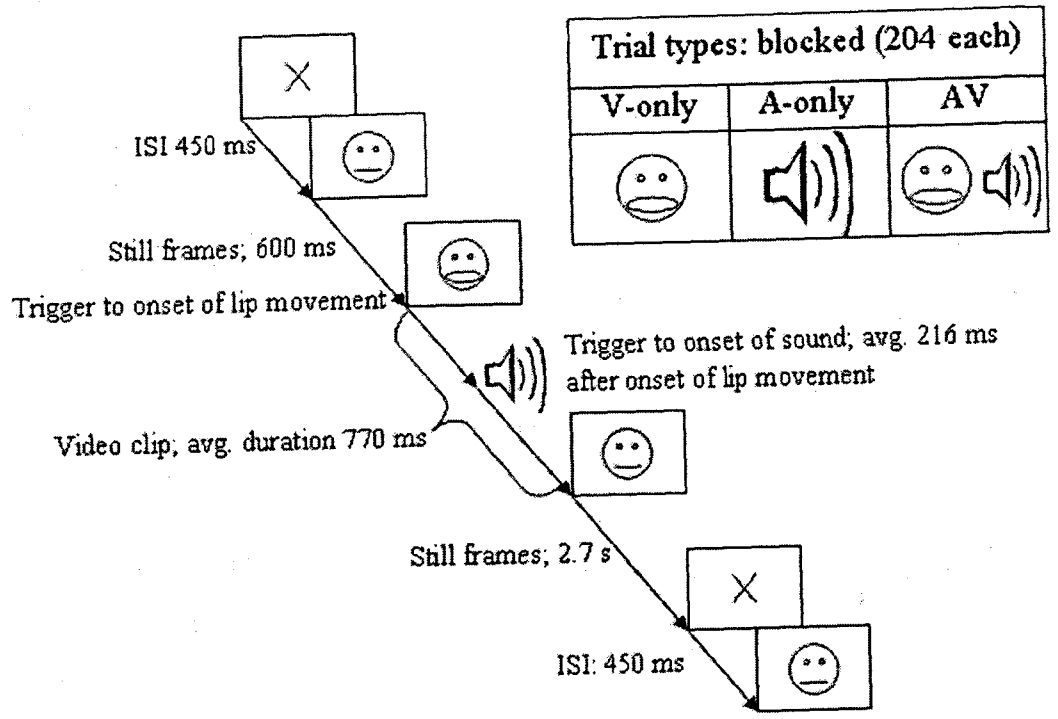 Trial types: blocked (204 each)
V-only A-only AV
X
ISI 450 ms
Still frames; 600 ms
Trigger to onset of lip movement
Trigger to onset of sound; avg. 216 ms
after onset of lip movement
Video clip; avg. duration 770 ms
Still frames; 2.7 s
X
ISI: 450 ms